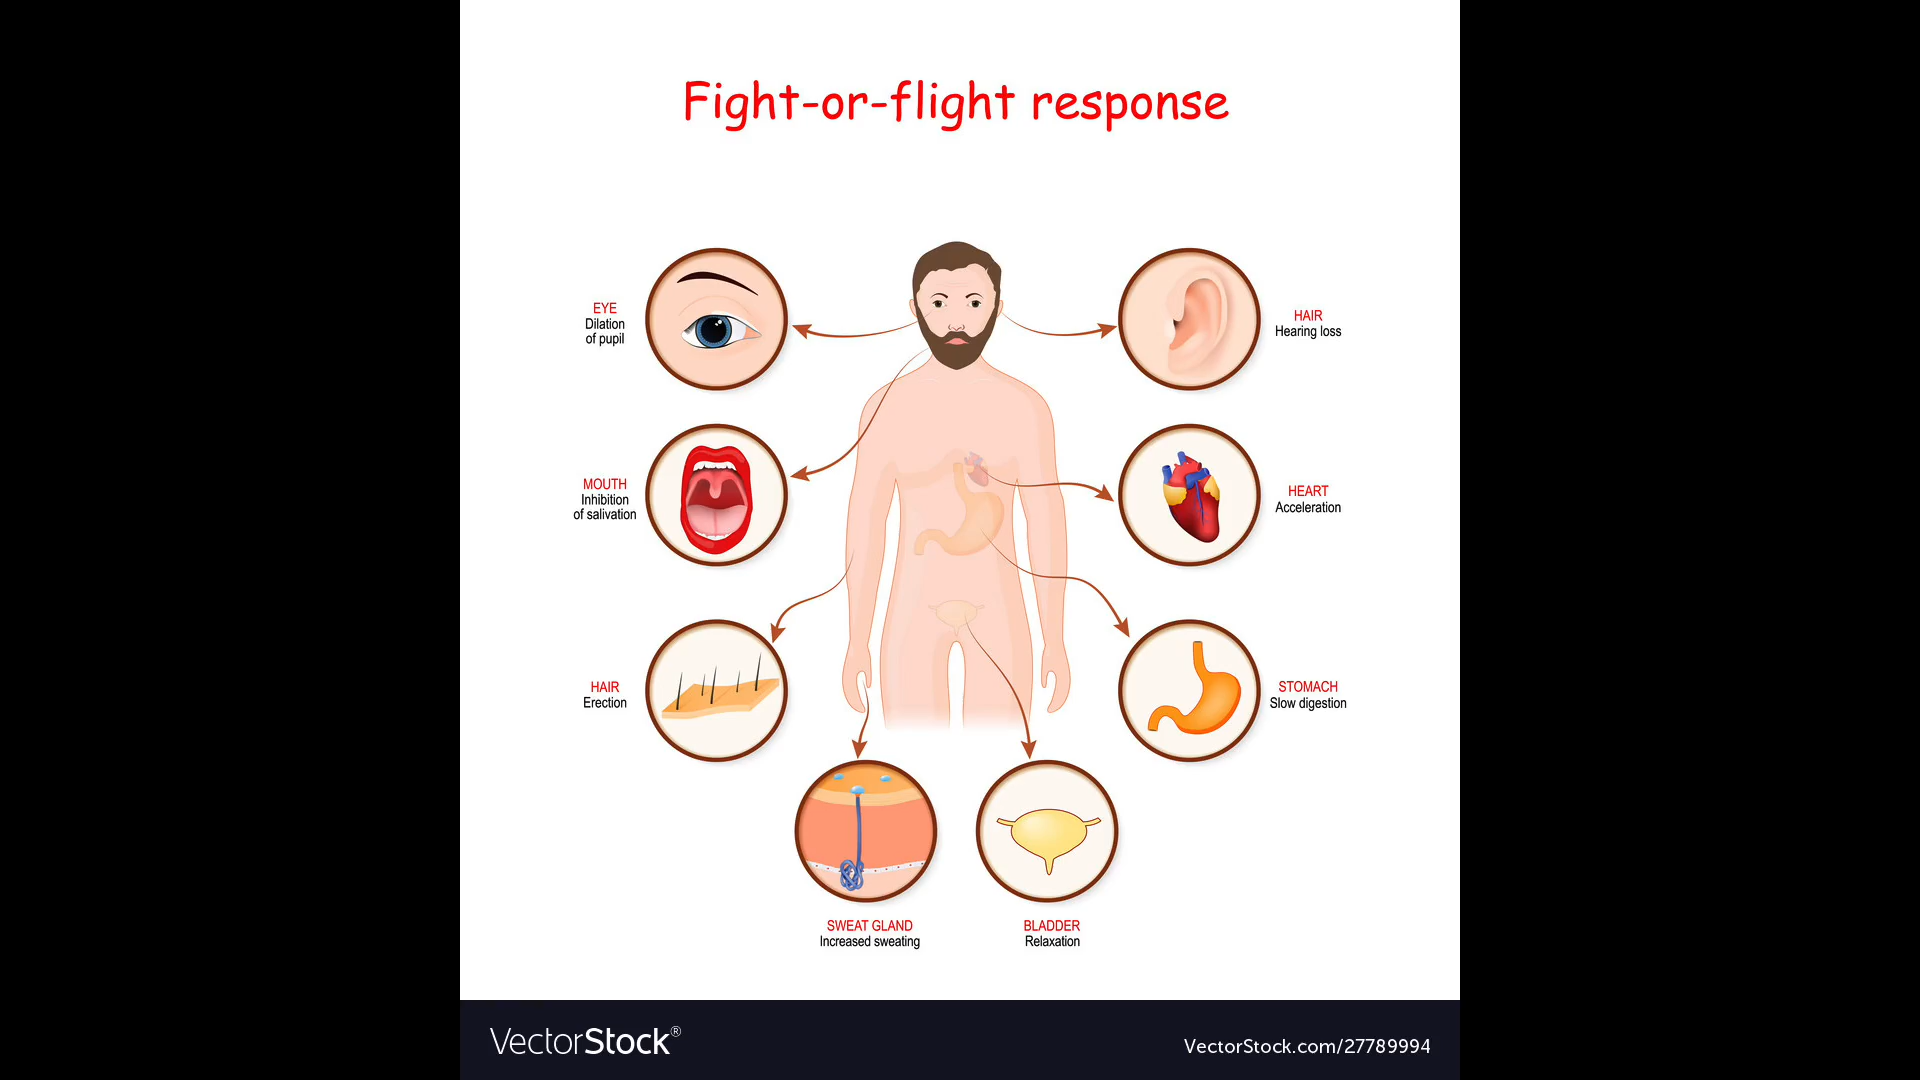 Fight-or-flight response
EYE
Dilation
of pupil
HAIR
Hearing loss
MOUTH
Inhibition
of salivation
HEART
Acceleration
HAIR
Erection
STOMACH
Slow digestion
SWEAT GLAND
Increased sweating
BLADDER
Relaxation
VectorStock®
VectorStock.com/27789994